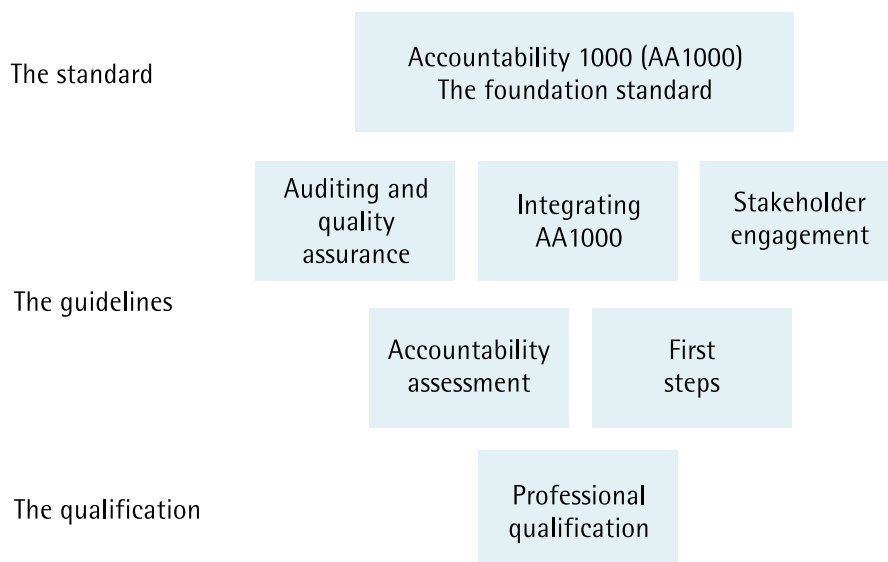 The standard
Accountability 1000 (AA1000)
The foundation standard
Auditing and
quality
assurance
Integrating
AA1000
Stakeholder
engagement
The guidelines
Accountability
assessment
First
steps
The qualification
Professional
qualification